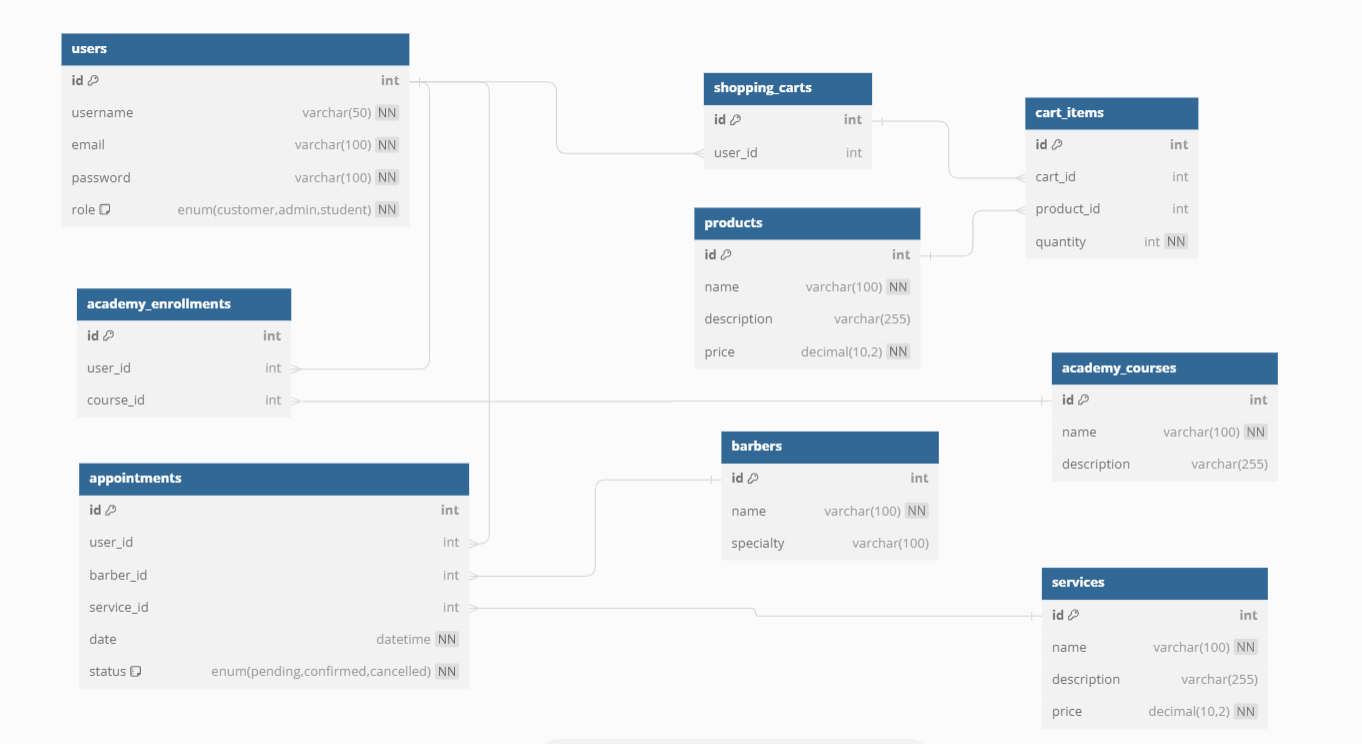 users
id int
username varchar(50) NN
email varchar(100) NN
password varchar(100) NN
role enum(customer,admin,student) NN
shopping_carts
id int
user_id int
cart_items
id int
cart_id int
product_id int
quantity int NN
products
id int
name varchar(100) NN
description varchar(255)
price decimal(10,2) NN
academy_enrollments
id int
user_id int
course_id int
academy_courses
id int
name varchar(100) NN
description varchar(255)
barbers
id int
name varchar(100) NN
specialty varchar(100)
appointments
id int
user_id int
barber_id int
service_id int
date datetime NN
status enum(pending,confirmed,cancelled) NN
services
id int
name varchar(100) NN
description varchar(255)
price decimal(10,2) NN